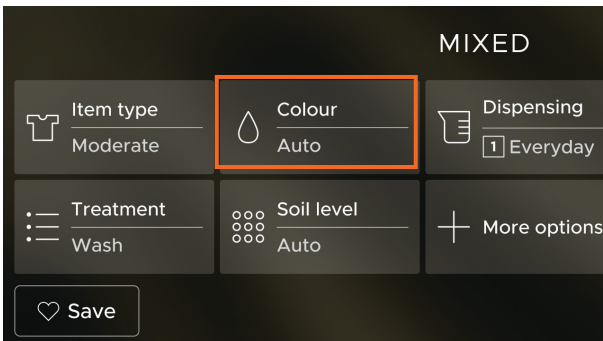 MIXED
Item type
Moderate
Colour
Auto
Dispensing
1 Everyday
Treatment
Wash
Soil level
Auto
More options
Save